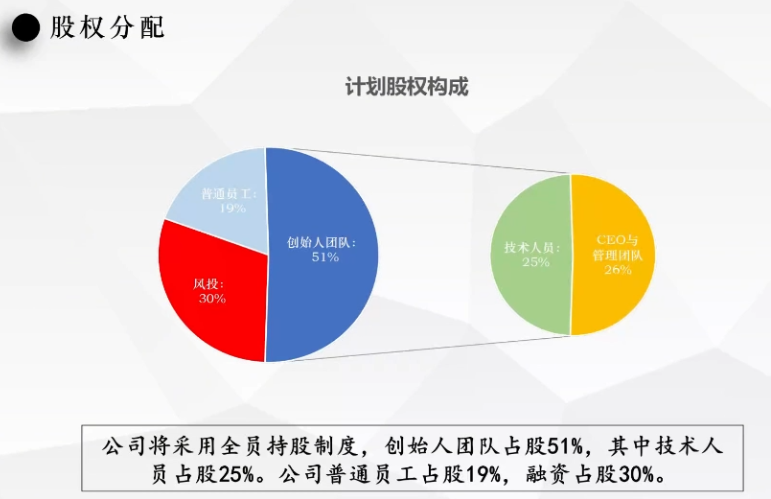 股权分配
计划股权构成
普通员工：
19%
创始人团队：
51%
风投：
30%
技术人员：
25%
CEO与
管理团队
26%
公司将采用全员持股制度，创始人团队占股51%，其中技术人
员占股25%。公司普通员工占股19%，融资占股30%。